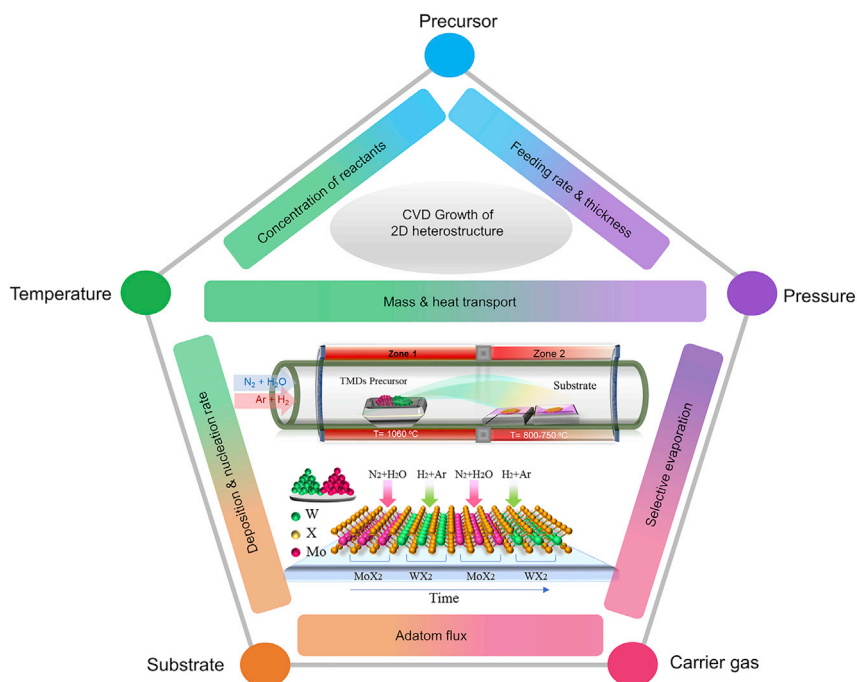 Precursor
Concentration of reactants
Feeding rate & thickness
CVD Growth of
2D heterostructure
Temperature
Mass & heat transport
Pressure
Zone 1
Zone 2
N₂ + H₂O
Ar + H₂
TMDs Precursor
Substrate
T= 1060 ºC
T= 800-750 ºC
Deposition & nucleation rate
Selective evaporation
N₂+H₂O
H₂+Ar
N₂+H₂O
H₂+Ar
W
X
Mo
MoX₂
WX₂
MoX₂
WX₂
Time
Adatom flux
Substrate
Carrier gas